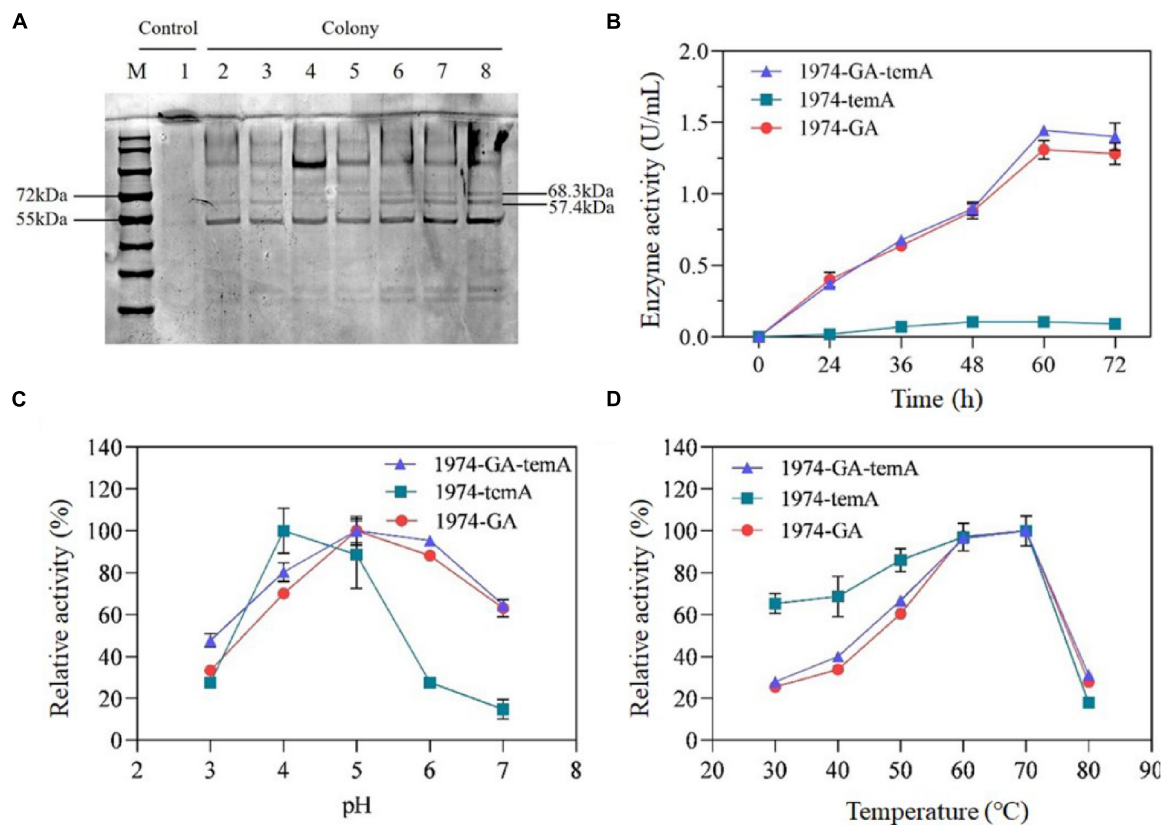 A
Control Colony
M 1 2 3 4 5 6 7 8
72kDa
55kDa
68.3kDa
57.4kDa
B
Enzyme activity (U/mL)
2.0
1.5
1.0
0.5
0.0
1974-GA-temA
1974-temA
1974-GA
0 24 36 48 60 72
Time (h)
C
Relative activity (%)
140
120
100
80
60
40
20
0
1974-GA-temA
1974-temA
1974-GA
2 3 4 5 6 7 8
pH
D
Relative activity (%)
140
120
100
80
60
40
20
0
1974-GA-temA
1974-temA
1974-GA
20 30 40 50 60 70 80 90
Temperature (°C)